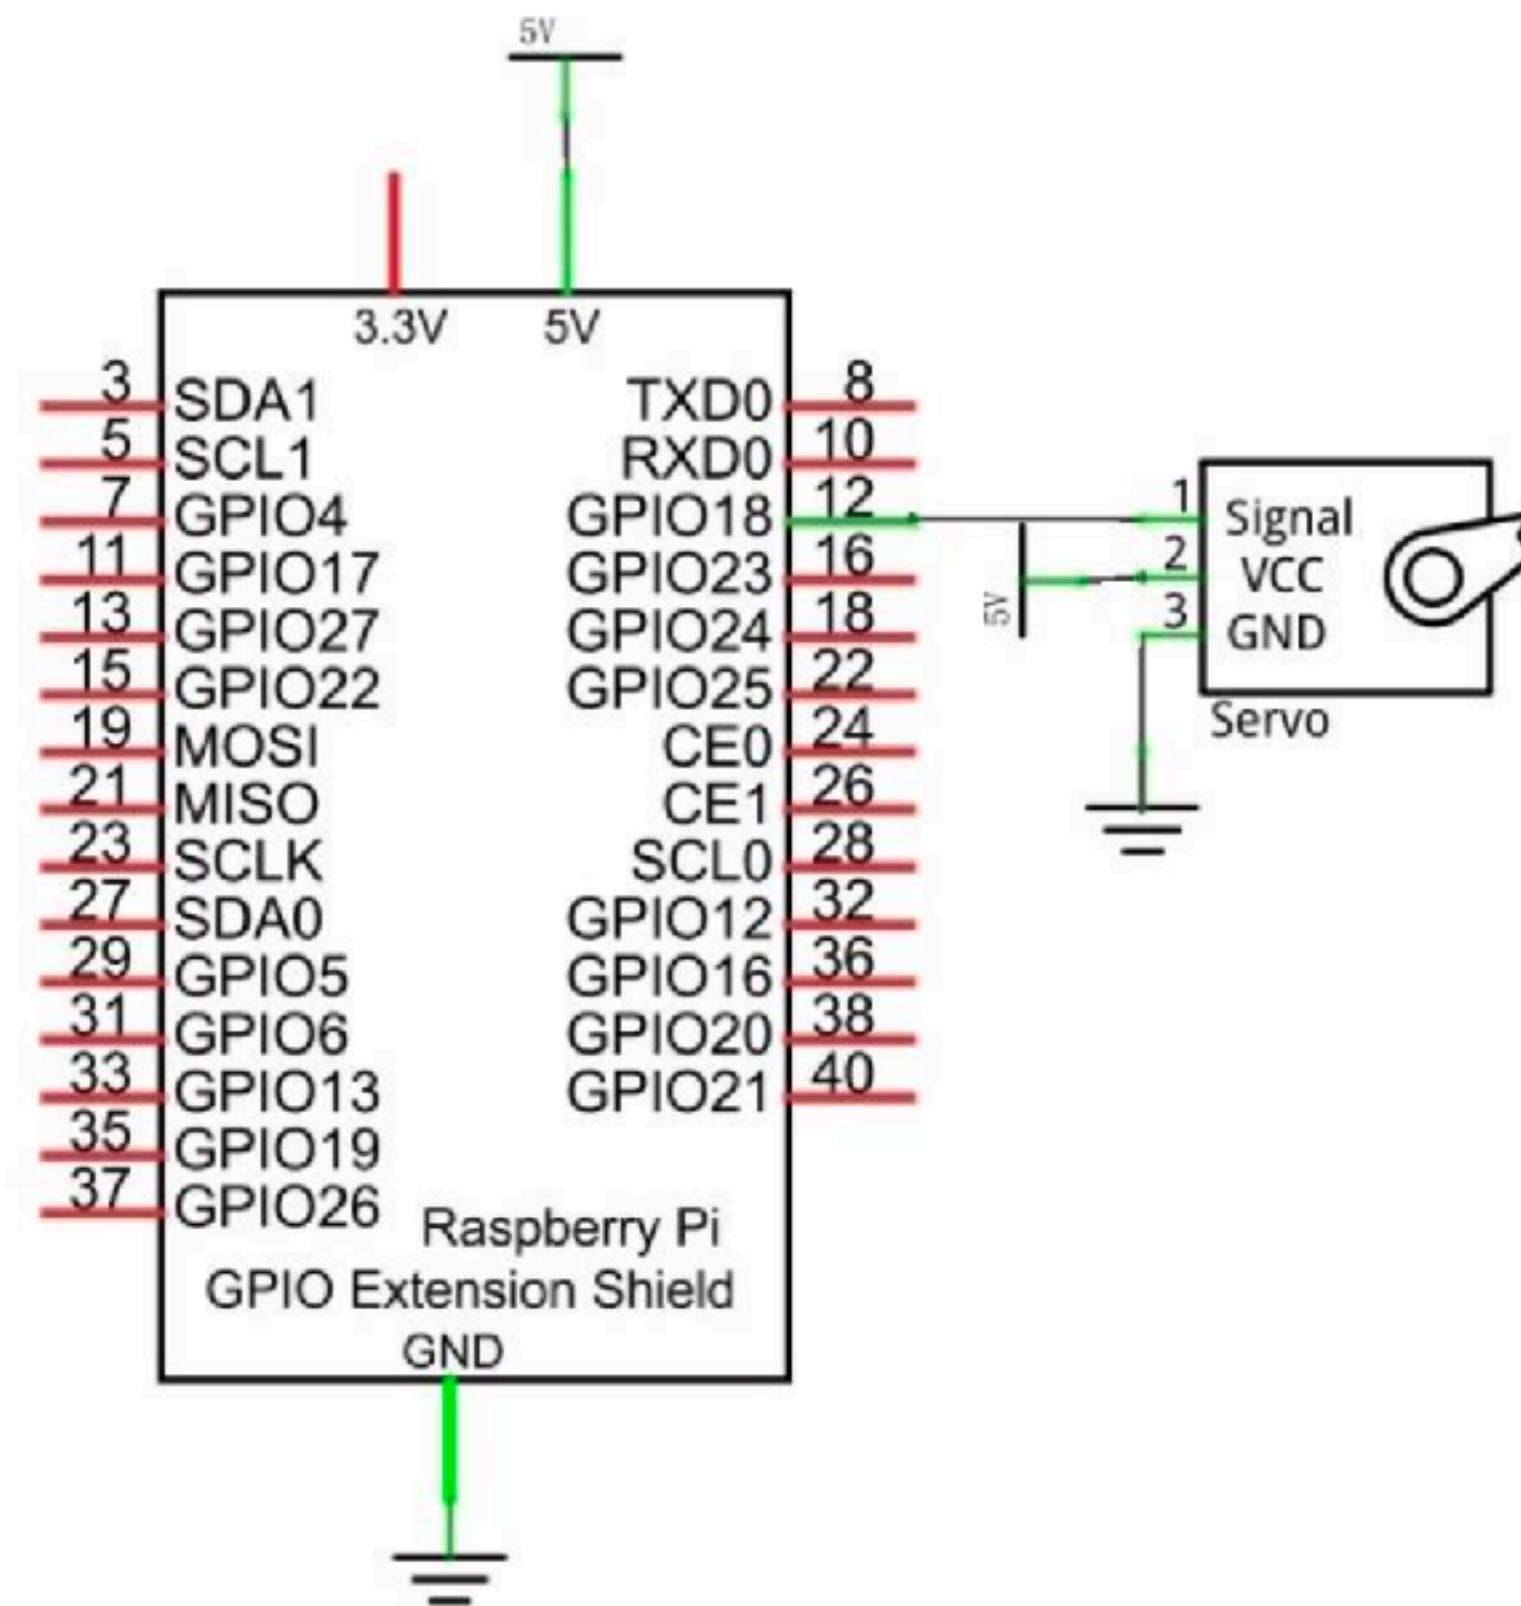 5V
3.3V 5V
3 SDA1 TXD0 8
5 SCL1 RXD0 10
7 GPIO4 GPIO18 12
11 GPIO17 GPIO23 16
13 GPIO27 GPIO24 18
15 GPIO22 GPIO25 22
19 MOSI CE0 24
21 MISO CE1 26
23 SCLK SCL0 28
27 SDA0 GPIO12 32
29 GPIO5 GPIO16 36
31 GPIO6 GPIO20 38
33 GPIO13 GPIO21 40
35 GPIO19
37 GPIO26
Raspberry Pi
GPIO Extension Shield
GND
1 Signal
2 VCC
5V
3 GND
Servo